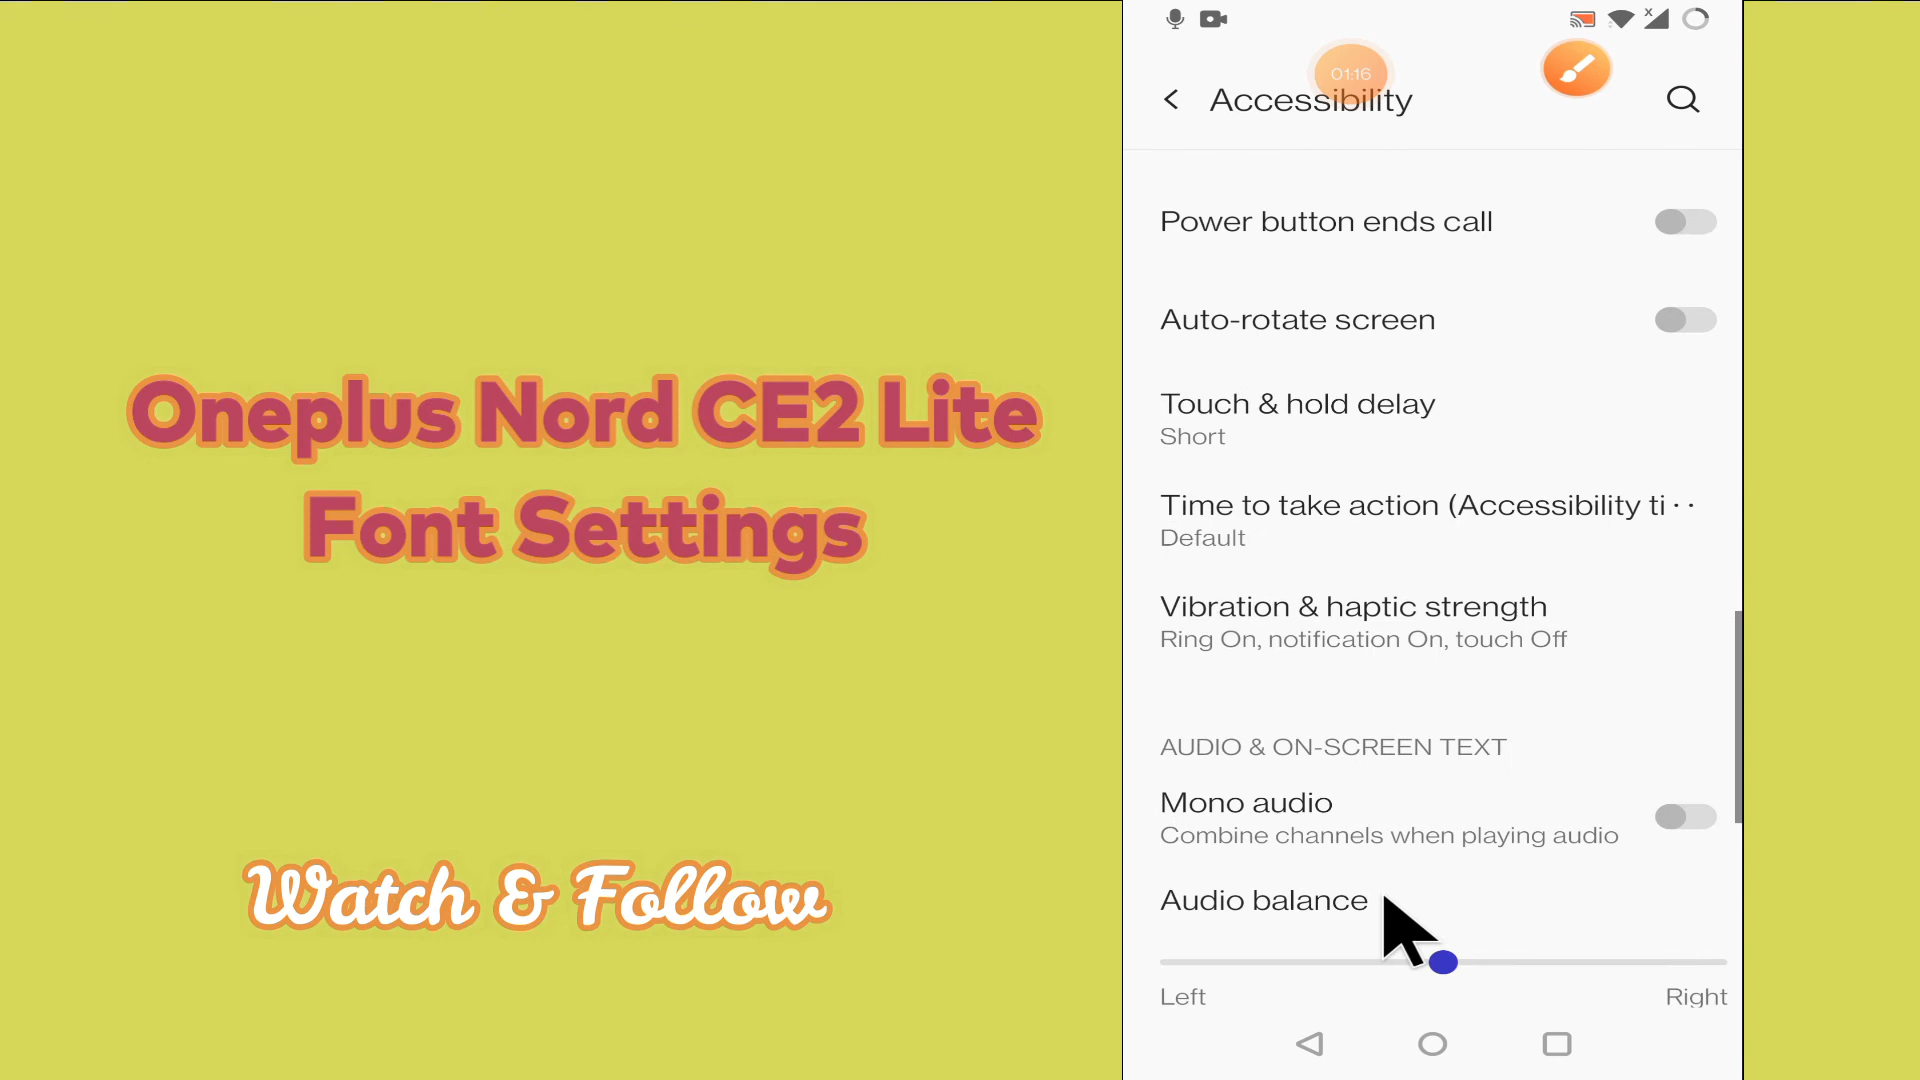 Oneplus Nord CE2 Lite
Font Settings
Watch & Follow
01:16
Accessibility
Power button ends call
Auto-rotate screen
Touch & hold delay
Short
Time to take action (Accessibility ti··
Default
Vibration & haptic strength
Ring On, notification On, touch Off
AUDIO & ON-SCREEN TEXT
Mono audio
Combine channels when playing audio
Audio balance
Left Right